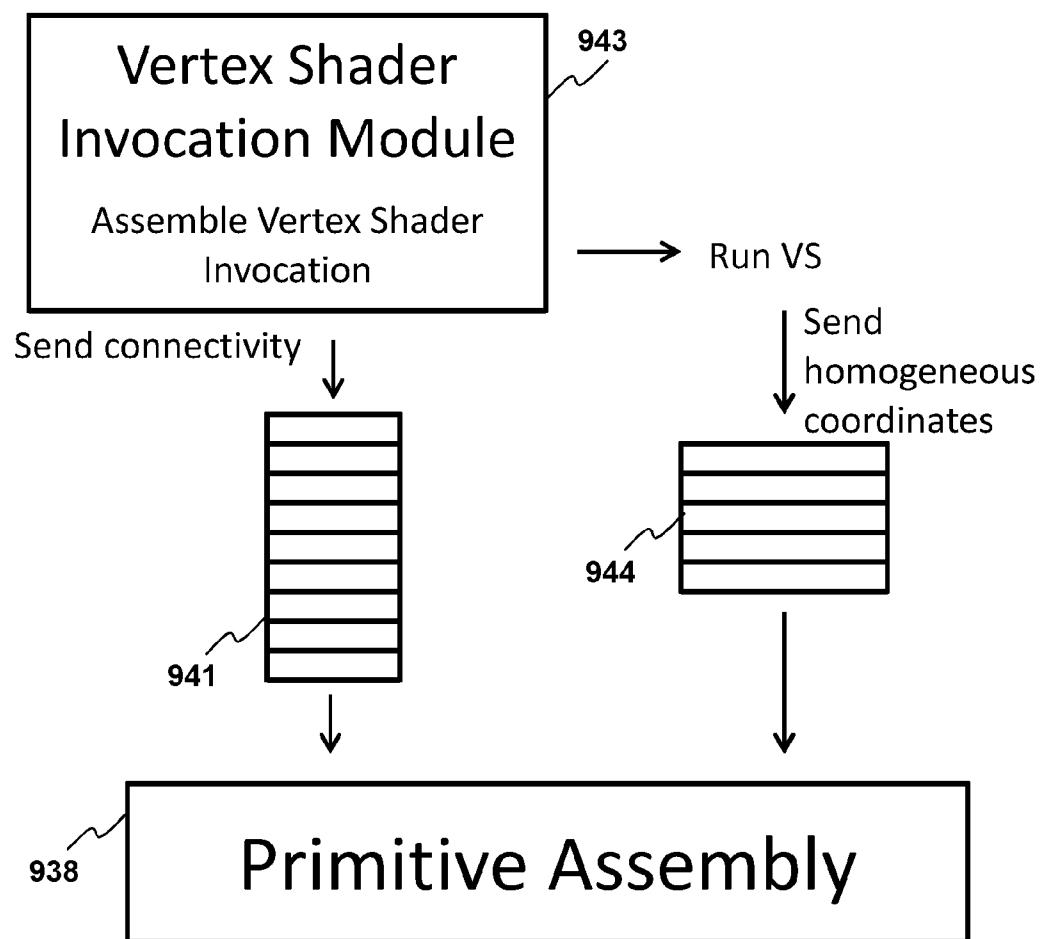 Vertex Shader
Invocation Module
943
Assemble Vertex Shader
Invocation
Run VS
Send connectivity
Send
homogeneous
coordinates
944
941
938
Primitive Assembly